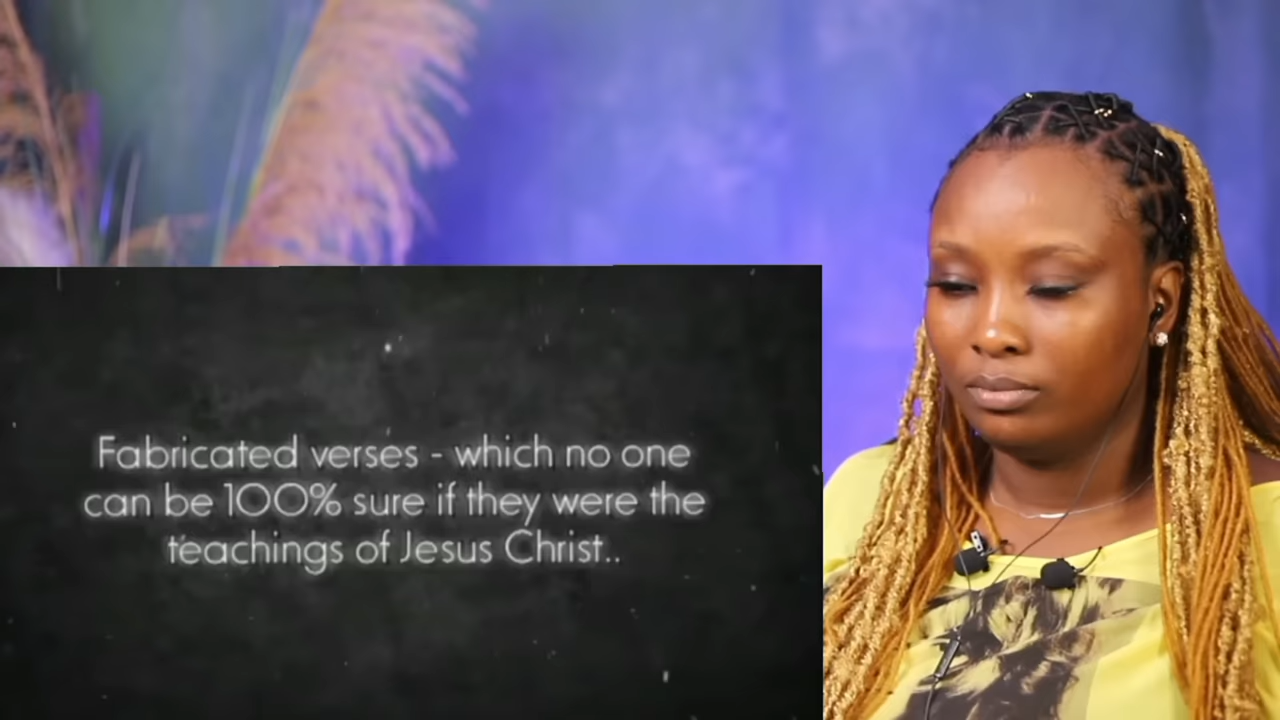 Fabricated verses - which no one
can be 100% sure if they were the
teachings of Jesus Christ..